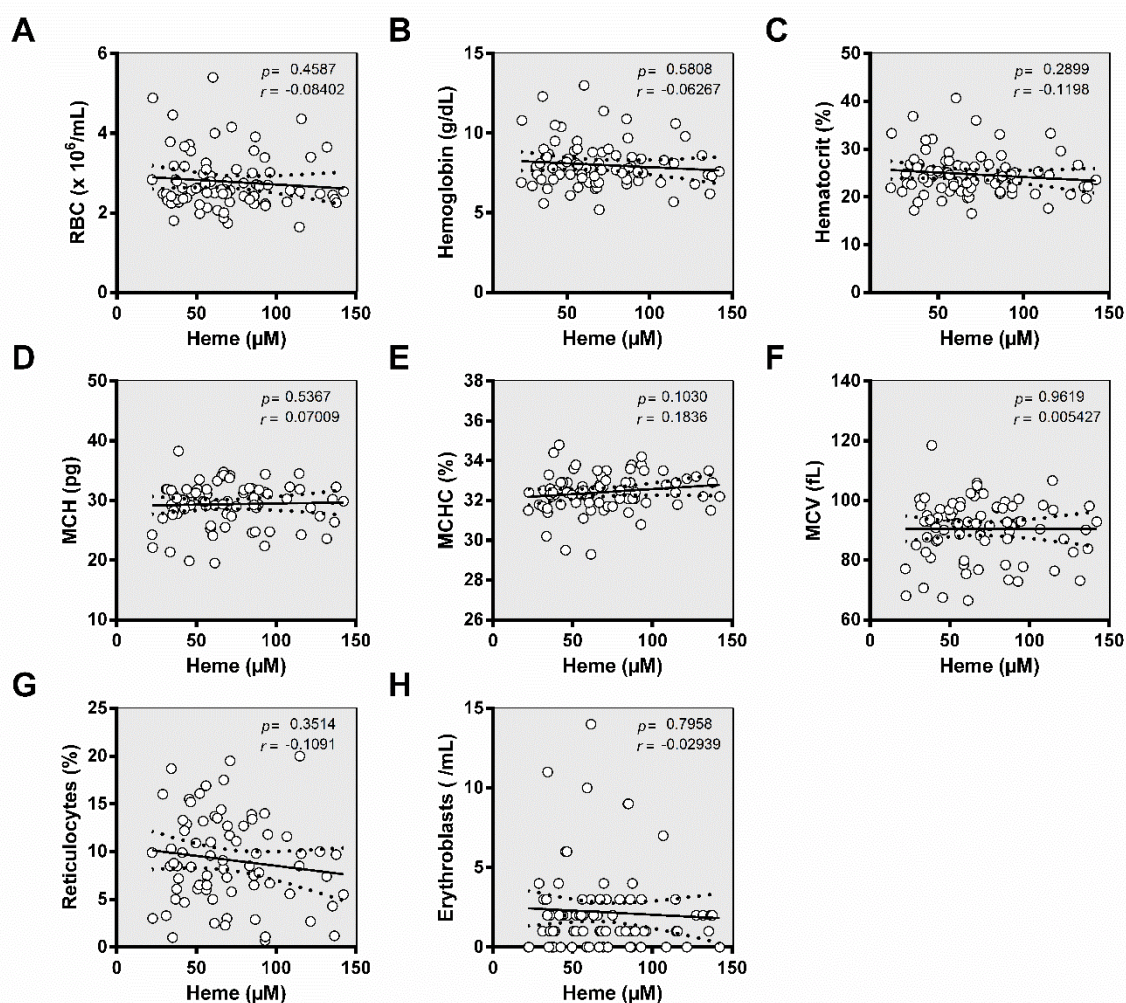 A
RBC (x 10⁶/mL)
6
4
2
0
p= 0.4587
r = -0.08402
0 50 100 150
Heme (µM)
B
Hemoglobin (g/dL)
15
10
5
0
p= 0.5808
r = -0.06267
50 100 150
Heme (µM)
C
Hematocrit (%)
50
40
30
20
10
0
p= 0.2899
r = -0.1198
50 100 150
Heme (µM)
D
MCH (pg)
50
40
30
20
10
p= 0.5367
r = 0.07009
0 50 100 150
Heme (µM)
E
MCHC (%)
38
36
34
32
30
28
26
p= 0.1030
r = 0.1836
0 50 100 150
Heme (µM)
F
MCV (fL)
140
120
100
80
60
p= 0.9619
r = 0.005427
0 50 100 150
Heme (µM)
G
Reticulocytes (%)
25
20
15
10
5
0
p= 0.3514
r = -0.1091
0 50 100 150
Heme (µM)
H
Erythroblasts ( /mL)
15
10
5
0
p= 0.7958
r = -0.02939
50 100 150
Heme (µM)